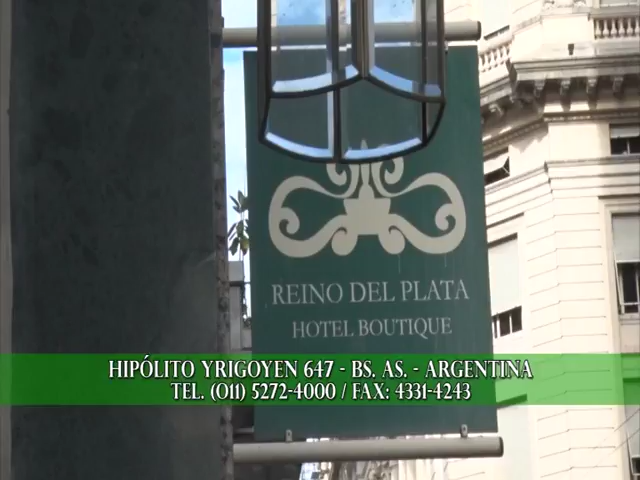 REINO DEL PLATA
HOTEL BOUTIQUE
HIPÓLITO YRIGOYEN 647 - BS. AS. - ARGENTINA
TEL. (011) 5272-4000 / FAX: 4331-4243